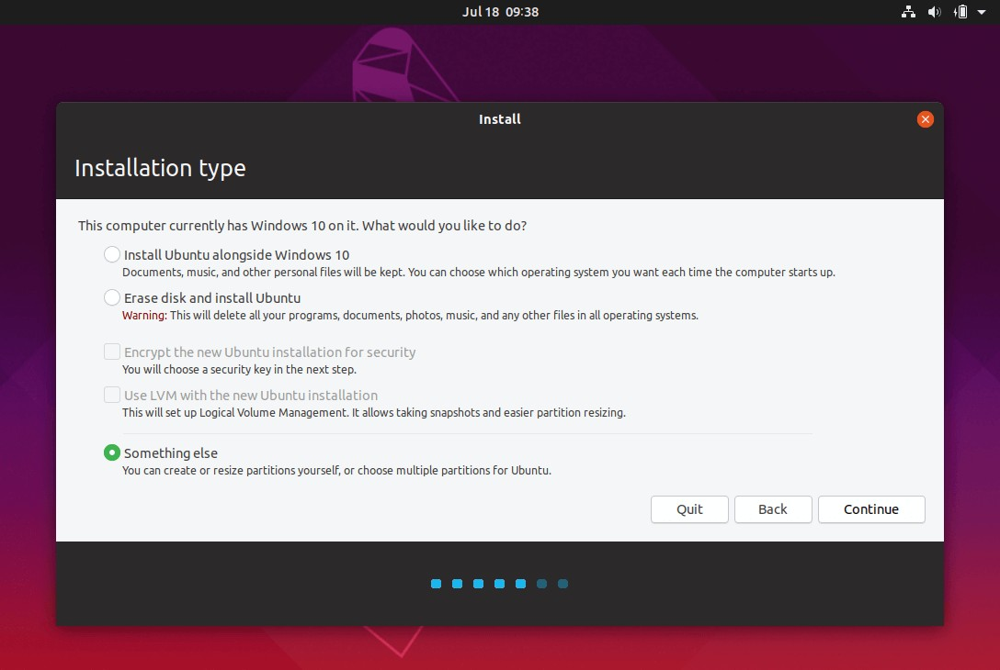 Jul 18 09:38
Install
Installation type
This computer currently has Windows 10 on it. What would you like to do?
Install Ubuntu alongside Windows 10
Documents, music, and other personal files will be kept. You can choose which operating system you want each time the computer starts up.
Erase disk and install Ubuntu
Warning: This will delete all your programs, documents, photos, music, and any other files in all operating systems.
Encrypt the new Ubuntu installation for security
You will choose a security key in the next step.
Use LVM with the new Ubuntu installation
This will set up Logical Volume Management. It allows taking snapshots and easier partition resizing.
Something else
You can create or resize partitions yourself, or choose multiple partitions for Ubuntu.
Quit Back Continue